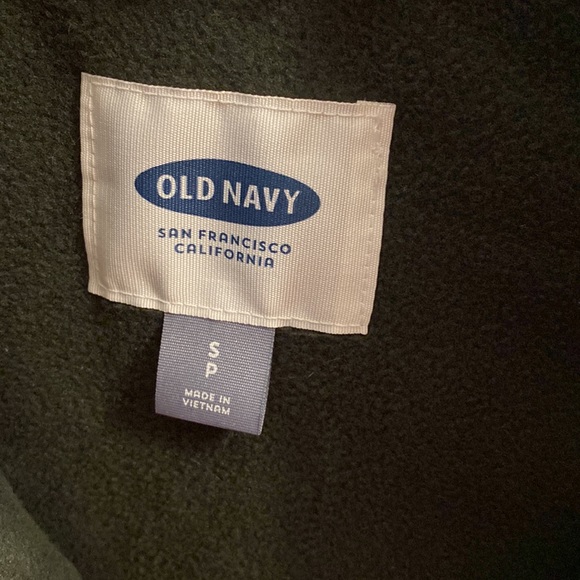 OLD NAVY
SAN FRANCISCO
CALIFORNIA
S
P
MADE IN
VIETNAM